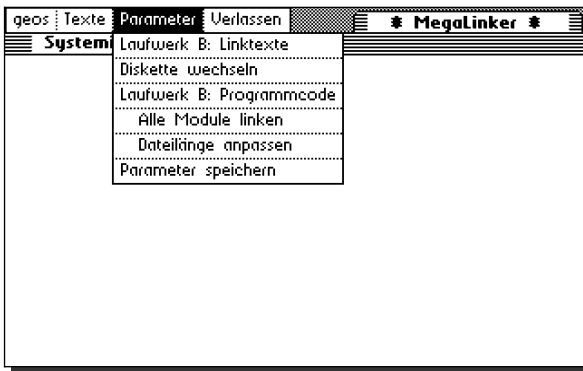 geos Texte Parameter Verlassen
* MegaLinker *
Laufwerk B: Linktexte
Diskette wechseln
Laufwerk B: Programmcode
Alle Module linken
Dateilänge anpassen
Parameter speichern